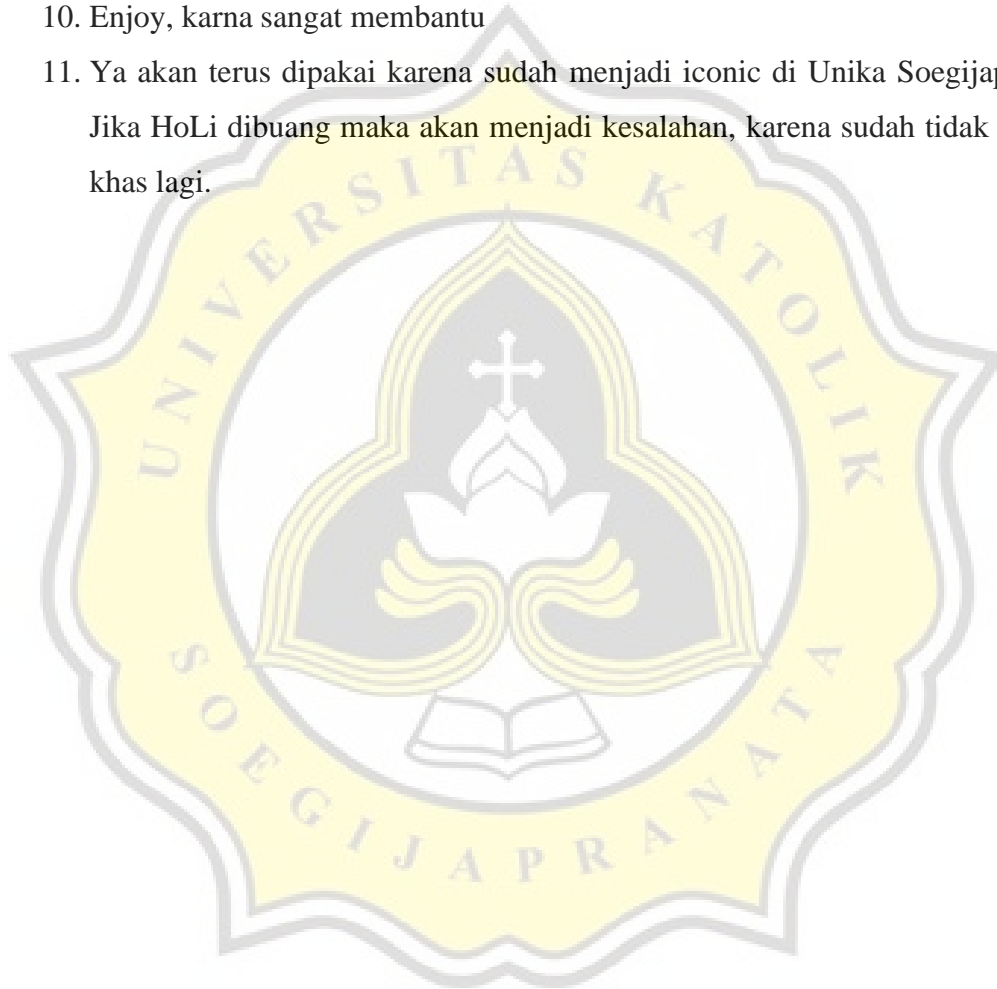 10. Enjoy, karna sangat membantu
11. Ya akan terus dipakai karena sudah menjadi iconic di Unika
Jika HoLi dibuang maka akan menjadi kesalahan, karena sudah tidak
khas lagi.
UNIVERSITAS KATOLIK
SOEGIJAPRANATA